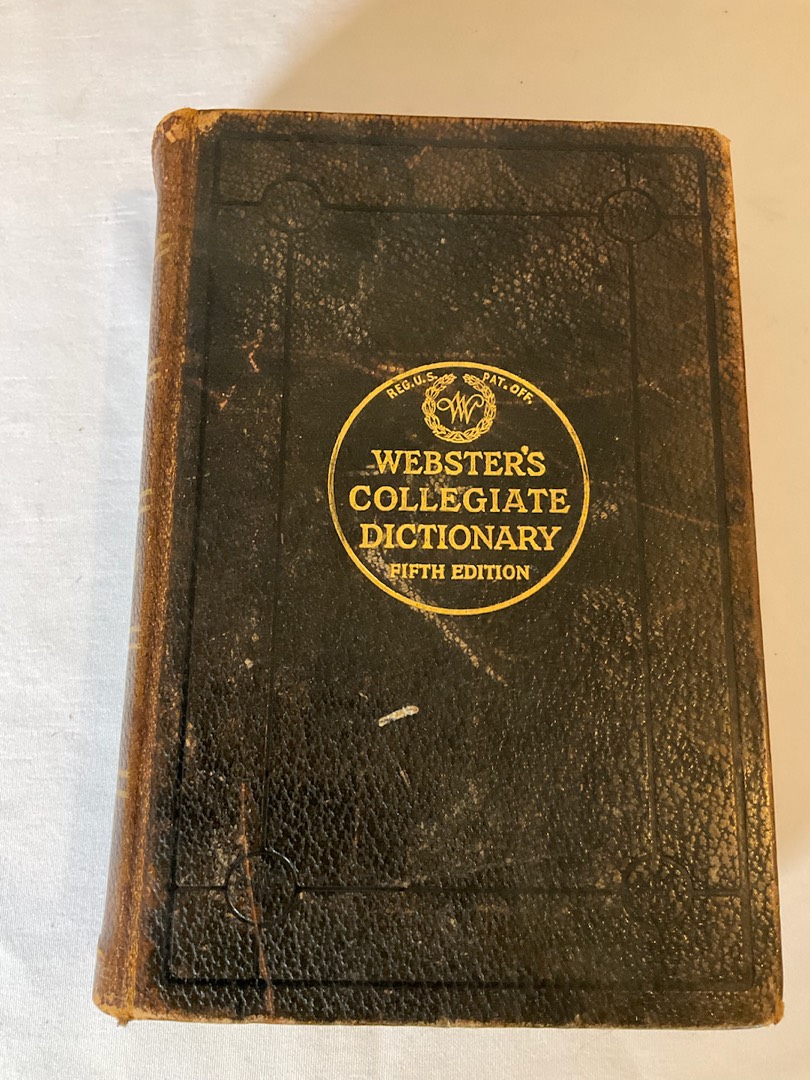 REG. U.S. PAT. OFF.
W
WEBSTER'S
COLLEGIATE
DICTIONARY
FIFTH EDITION